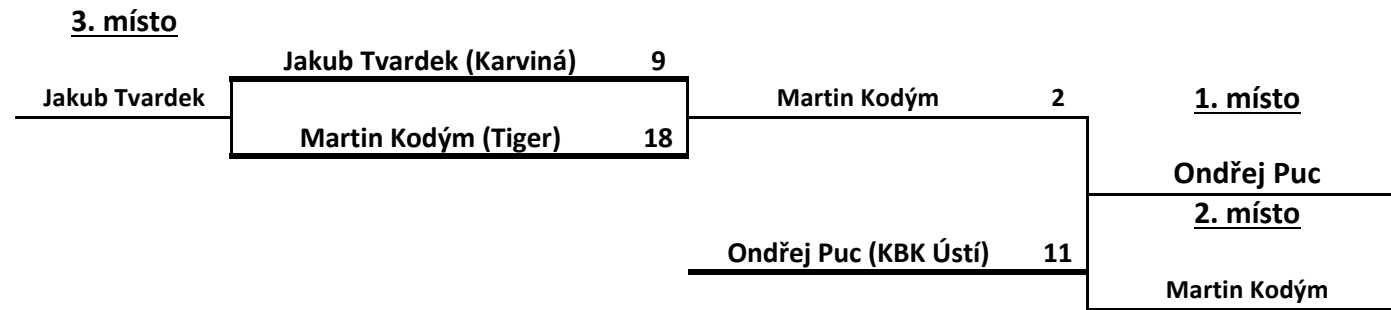 3. místo
Jakub Tvardek (Karviná) 9
Jakub Tvardek
Martin Kodým 2
1. místo
Martin Kodým (Tiger) 18
Ondřej Puc
2. místo
Ondřej Puc (KBK Ústí) 11
Martin Kodým